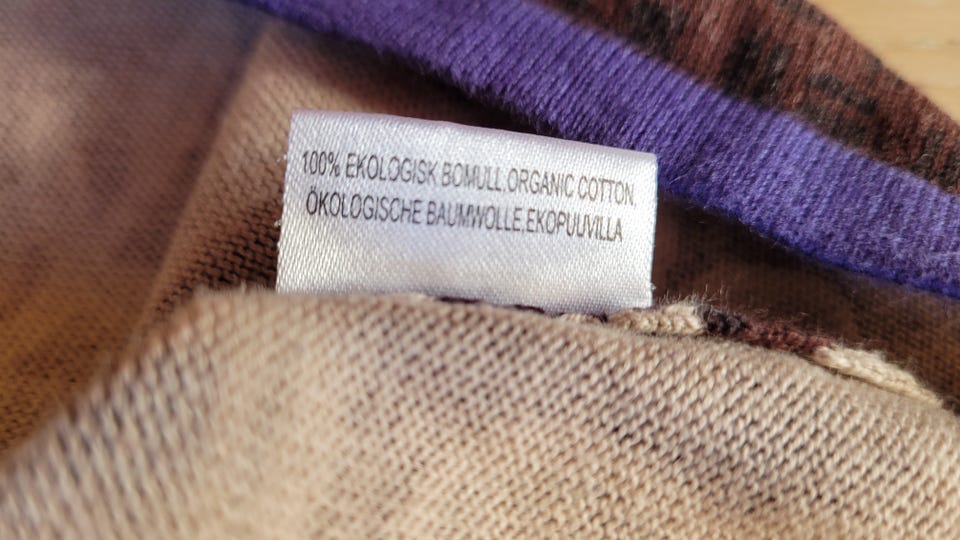 100% EKOLOGISK BOMULL,ORGANIC COTTON,
ÖKOLOGISCHE BAUMWOLLE,EKOPUUVILLA